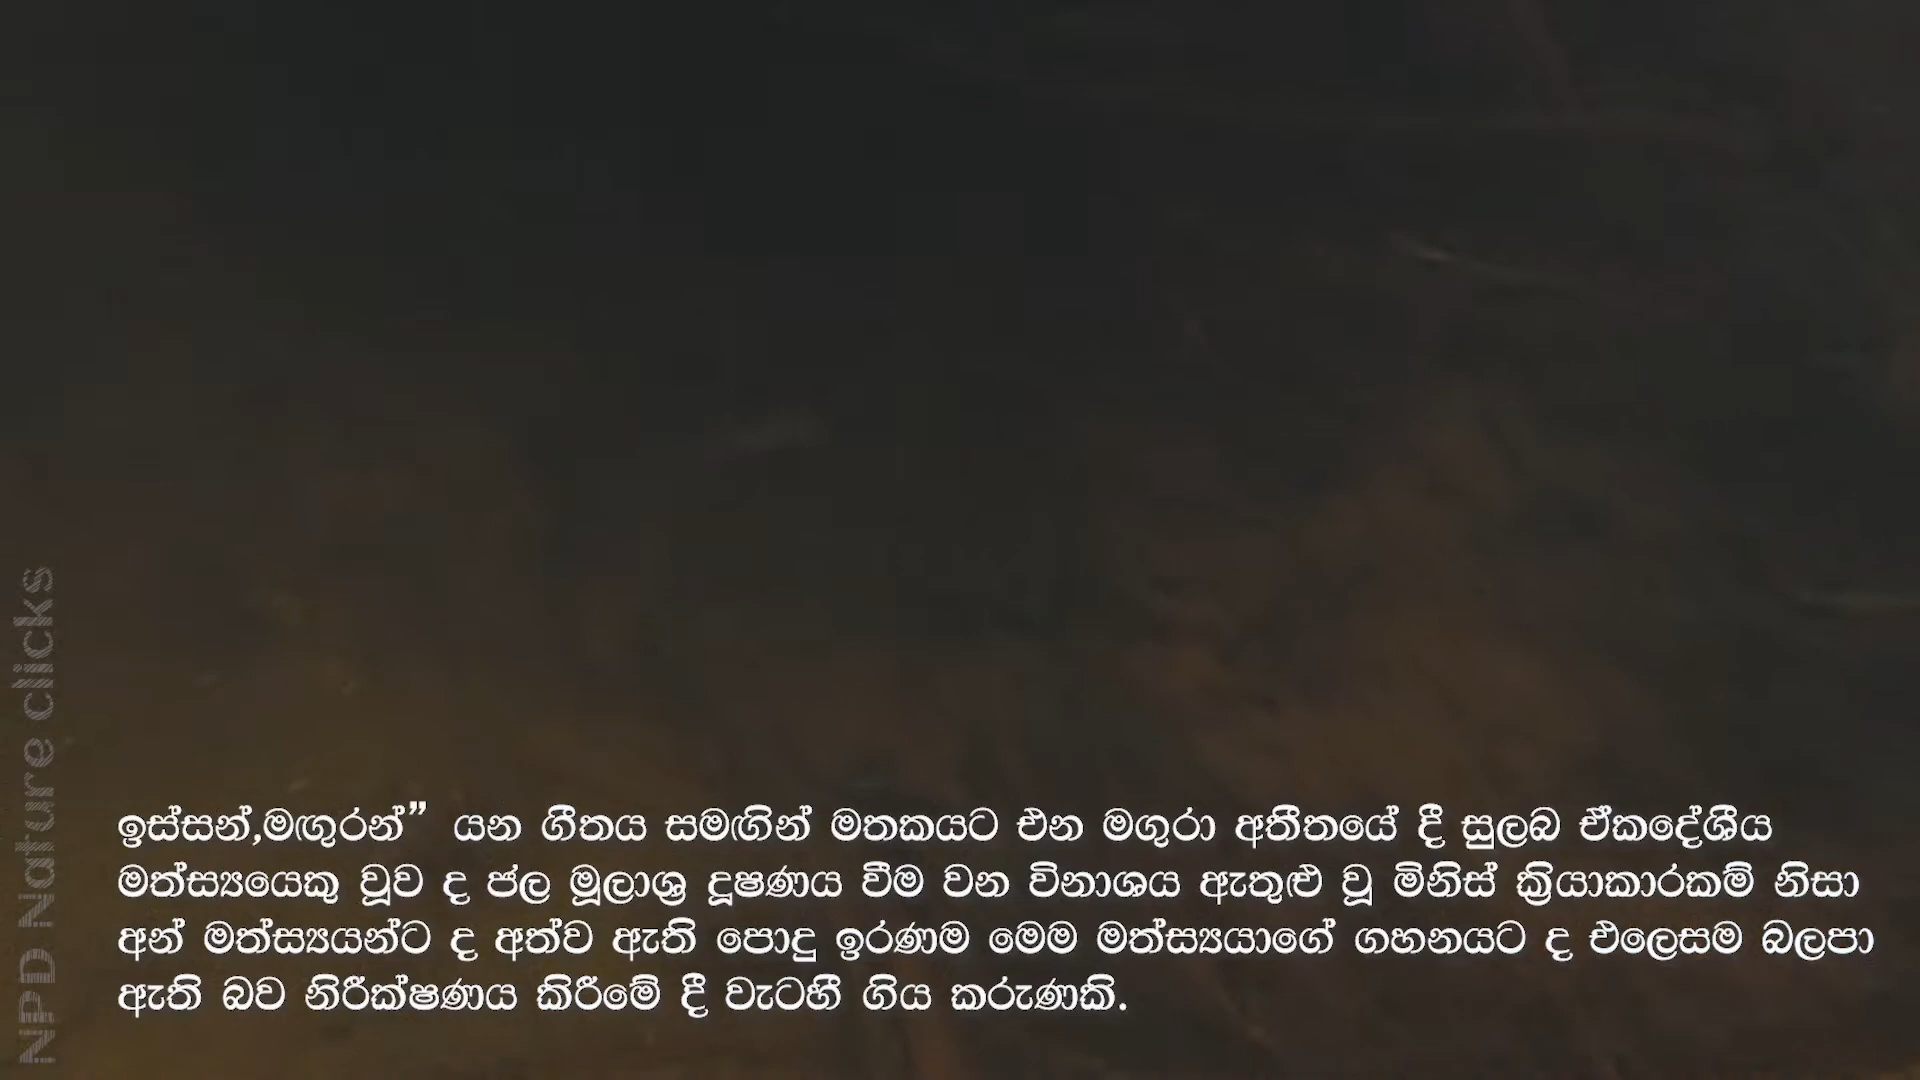 ඉස්සන්,මඟුරන්” යන ගීතය සමඟින් මතකයට එන මගුරා අතීතයේ දී සුලබ ඒකදේශීය
මත්ස්‍යයෙකු වූව ද ජල මූලාශ්‍ර දූෂණය වීම වන විනාශය ඇතුළු වූ මිනිස් ක්‍රියාකාරකම් නිසා
අන් මත්ස්‍යයන්ට ද අත්ව ඇති පොදු ඉරණම මෙම මත්ස්‍යයාගේ ගහනයට ද එලෙසම බලපා
ඇති බව නිරීක්ෂණය කිරීමේ දී වැටහී ගිය කරුණකි.
NPD Nature clicks